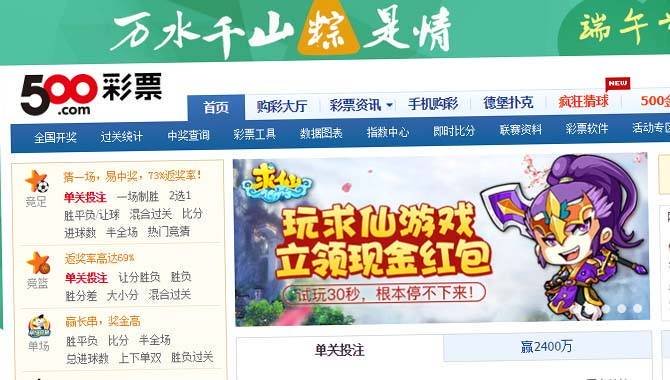 万水千山粽是情
端午
500彩票
.com
首页 购彩大厅 彩票资讯 手机购彩 德堡扑克 疯狂猜球 NEW 500
全国开奖 过关统计 中奖查询 彩票工具 数据图表 指数中心 即时比分 联赛资料 彩票软件 活动专区
竞足
猜一场，易中奖，73%返奖率！
单关投注 一场制胜 2选1
胜平负/让球 混合过关 比分
进球数 半全场 热门竞猜
竞篮
返奖率高达69%
单关投注 让分胜负 胜负
胜分差 大小分 混合过关
单场
赢长串，奖金高
胜平负 比分 半全场
总进球数 上下单双 胜负过关
求仙
玩求仙游戏
立领现金红包
试玩30秒，根本停不下来！
单关投注 赢2400万